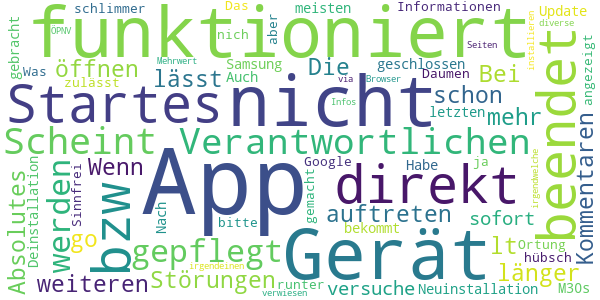 schlimmer
Das
meisten
Informationen
Update
funktioniert
diverse
ÖPNV
nich
aber
Seiten
gebracht
öffnen
Was
zulässt
lässt
Samsung
Auch
Mehrwert
Die
via
geschlossen
Browser
Daumen
Bei
installieren
angezeigt
Startes
nicht
Infos
letzten
schon
mehr
beendet
Kommentaren
Scheint
Verantwortlichen
Absolutes
Deinstallation
werden
Sinnfrei
Wenn
bzw
App
Google
Habe
ja
sofort
irgendwelche
direkt
Nach
gemacht
auftreten
go
gepflegt
bitte
Gerät
bekommt
lt
Ortung
hübsch
länger
weiteren
Störungen
irgendeinen
runter
verwiesen
versuche
Neuinstallation
M30s